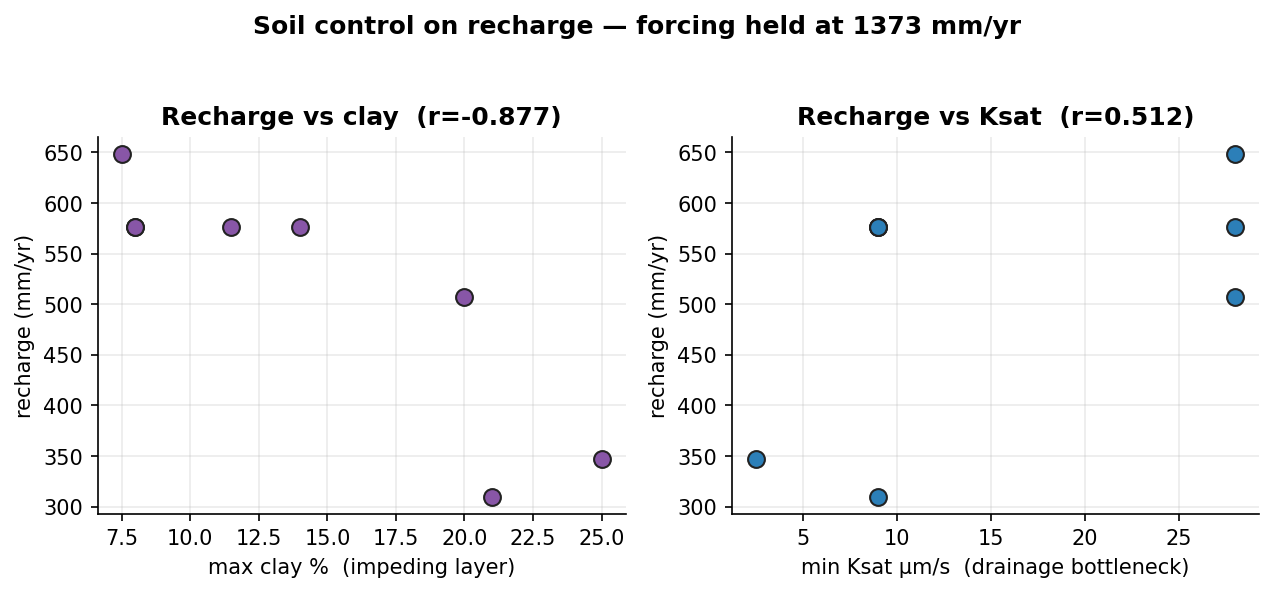 Soil control on recharge — forcing held at 1373 mm/yr
Recharge vs clay  (r=-0.877)
650
600
550
500
450
400
350
300
recharge (mm/yr)
7.5 10.0 12.5 15.0 17.5 20.0 22.5 25.0
max clay %  (impeding layer)
Recharge vs Ksat  (r=0.512)
650
600
550
500
450
400
350
300
recharge (mm/yr)
5 10 15 20 25
min Ksat µm/s  (drainage bottleneck)